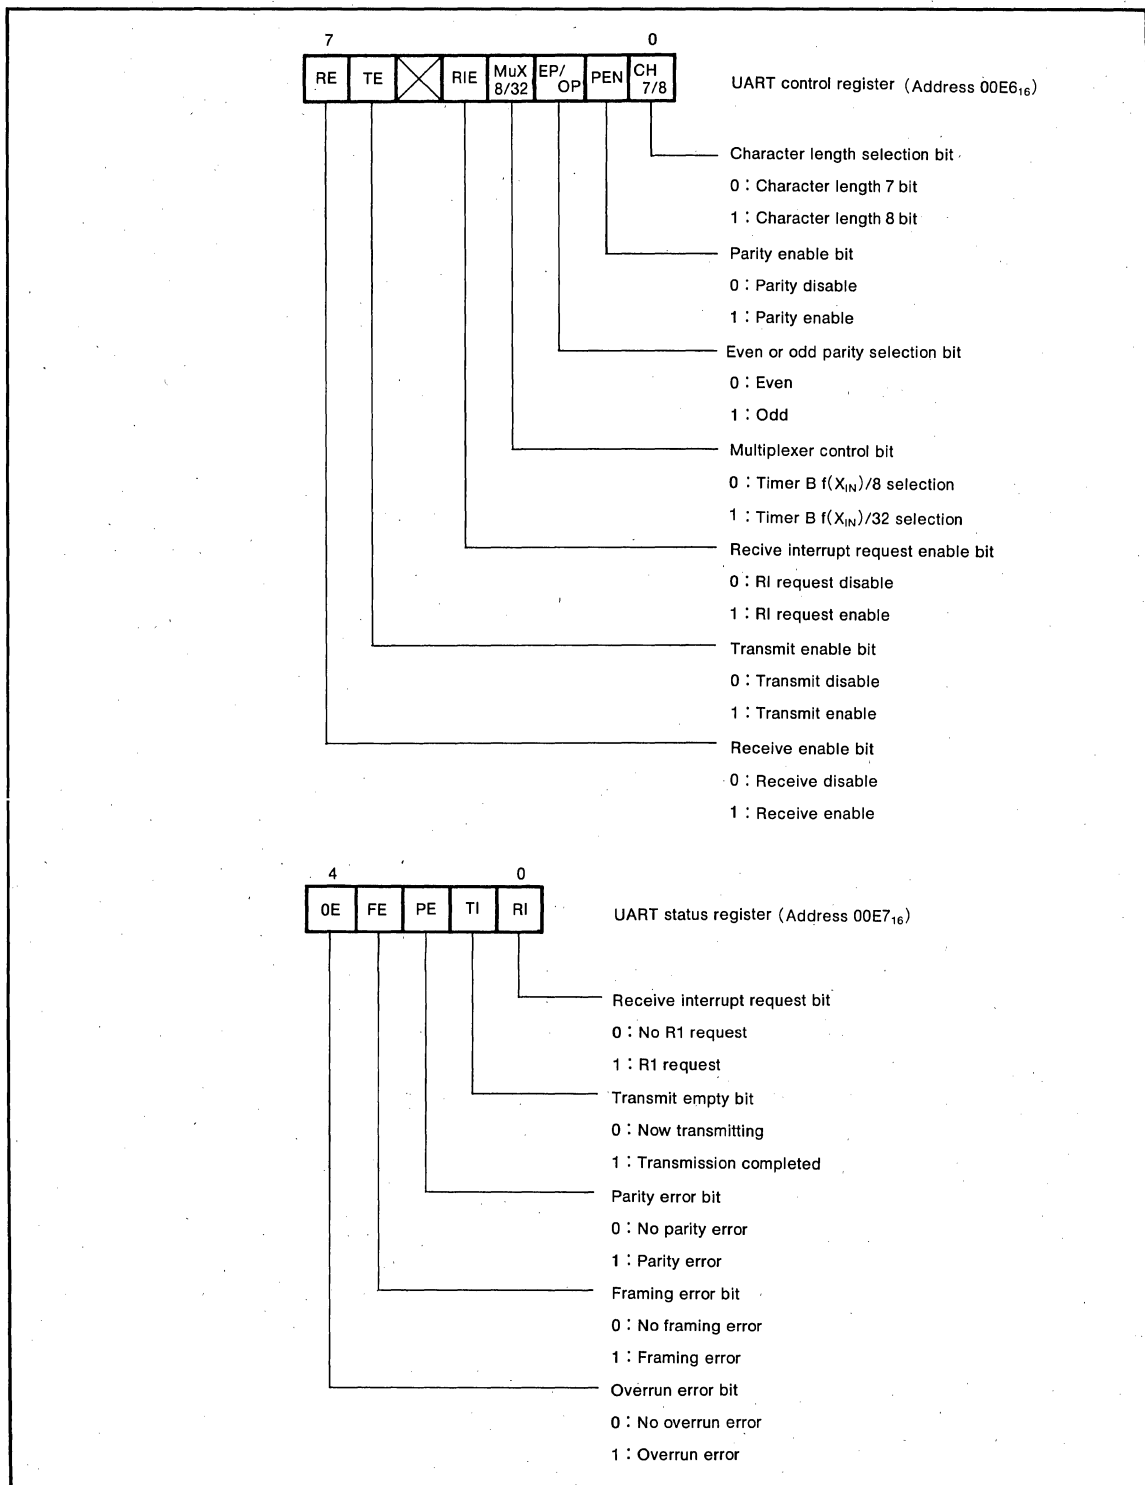 7 0
RE TE RIE MuX 8/32 EP/OP PEN CH 7/8
UART control register (Address 00E6₁₆)
Character length selection bit
0 : Character length 7 bit
1 : Character length 8 bit
Parity enable bit
0 : Parity disable
1 : Parity enable
Even or odd parity selection bit
0 : Even
1 : Odd
Multiplexer control bit
0 : Timer B f(X_IN)/8 selection
1 : Timer B f(X_IN)/32 selection
Recive interrupt request enable bit
0 : RI request disable
1 : RI request enable
Transmit enable bit
0 : Transmit disable
1 : Transmit enable
Receive enable bit
0 : Receive disable
1 : Receive enable
4 0
0E FE PE TI RI
UART status register (Address 00E7₁₆)
Receive interrupt request bit
0 : No R1 request
1 : R1 request
Transmit empty bit
0 : Now transmitting
1 : Transmission completed
Parity error bit
0 : No parity error
1 : Parity error
Framing error bit
0 : No framing error
1 : Framing error
Overrun error bit
0 : No overrun error
1 : Overrun error